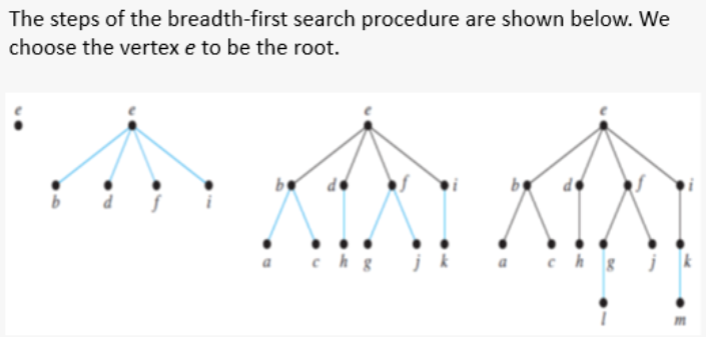 The steps of the breadth-first search procedure are shown below. We
choose the vertex e to be the root.
e e e e
b d f i b d f i b d f i
a c h g j k a c h g j k
l m